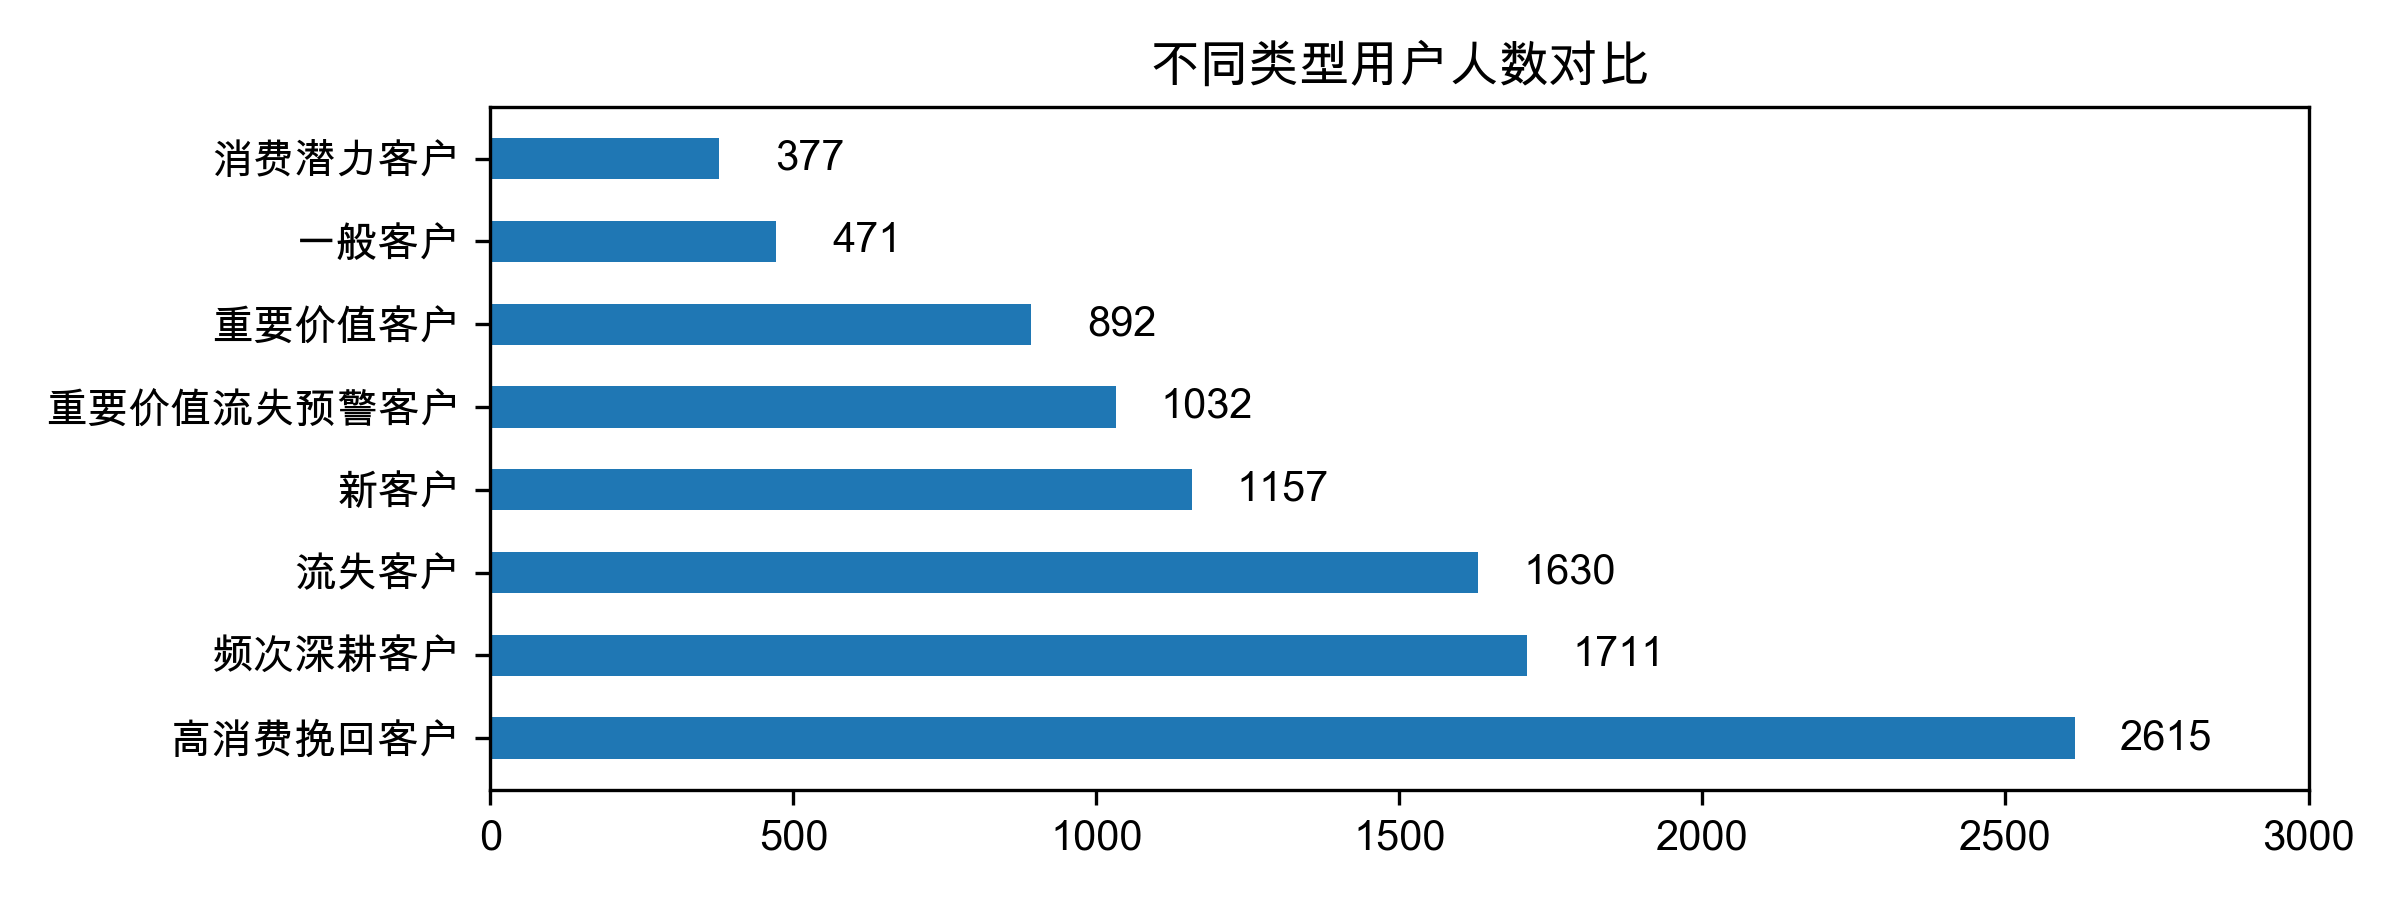 不同类型用户人数对比
消费潜力客户 377
一般客户 471
重要价值客户 892
重要价值流失预警客户 1032
新客户 1157
流失客户 1630
频次深耕客户 1711
高消费挽回客户 2615
0 500 1000 1500 2000 2500 3000